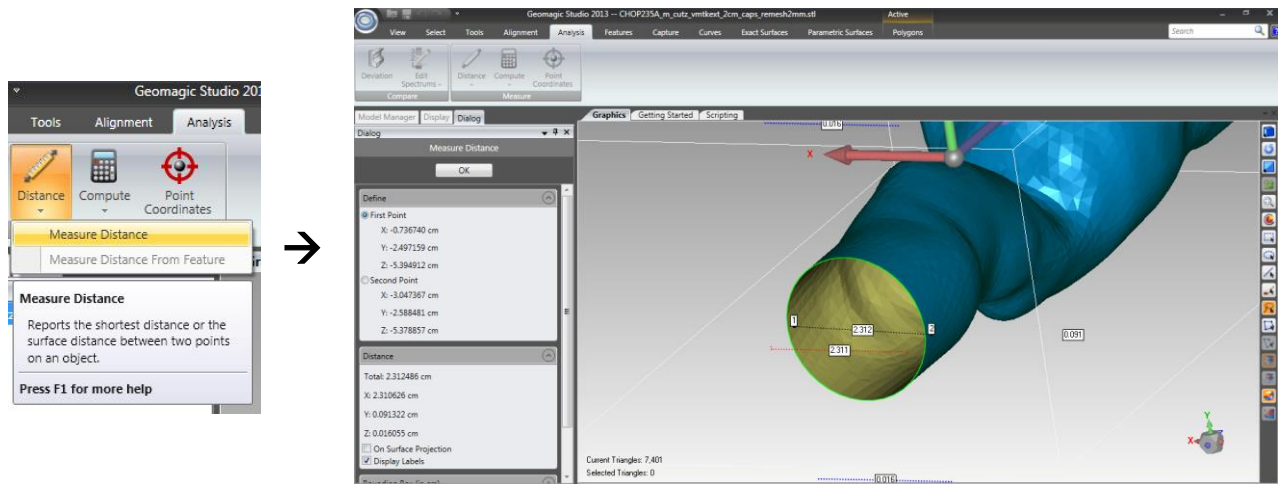 Geomagic Studio 201
Tools Alignment Analysis
Distance Compute Point Coordinates
Measure Distance
Measure Distance From Feature
Measure Distance
Reports the shortest distance or the
surface distance between two points
on an object.
Press F1 for more help
→
Geomagic Studio 2013 -- CHOP235A_m_cutz_vmtkext_2cm_caps_remesh2mm.stl Active
View Select Tools Alignment Analysis Features Capture Curves Exact Surfaces Parametric Surfaces Polygons
Search
Deviation Edit Spectrums Distance Compute Point Coordinates
Compare Measure
Model Manager Display Dialog
Graphics Getting Started Scripting
Dialog
Measure Distance
OK
Define
First Point
X: -0.736740 cm
Y: -2.497159 cm
Z: -5.394912 cm
Second Point
X: -3.047367 cm
Y: -2.588481 cm
Z: -5.378857 cm
Distance
Total: 2.312486 cm
X: 2.310626 cm
Y: 0.091322 cm
Z: 0.016055 cm
On Surface Projection
Display Labels
0.016
X
1 2.312 2
2.311
0.091
Y
X
Current Triangles: 7,401
Selected Triangles: 0
0.016